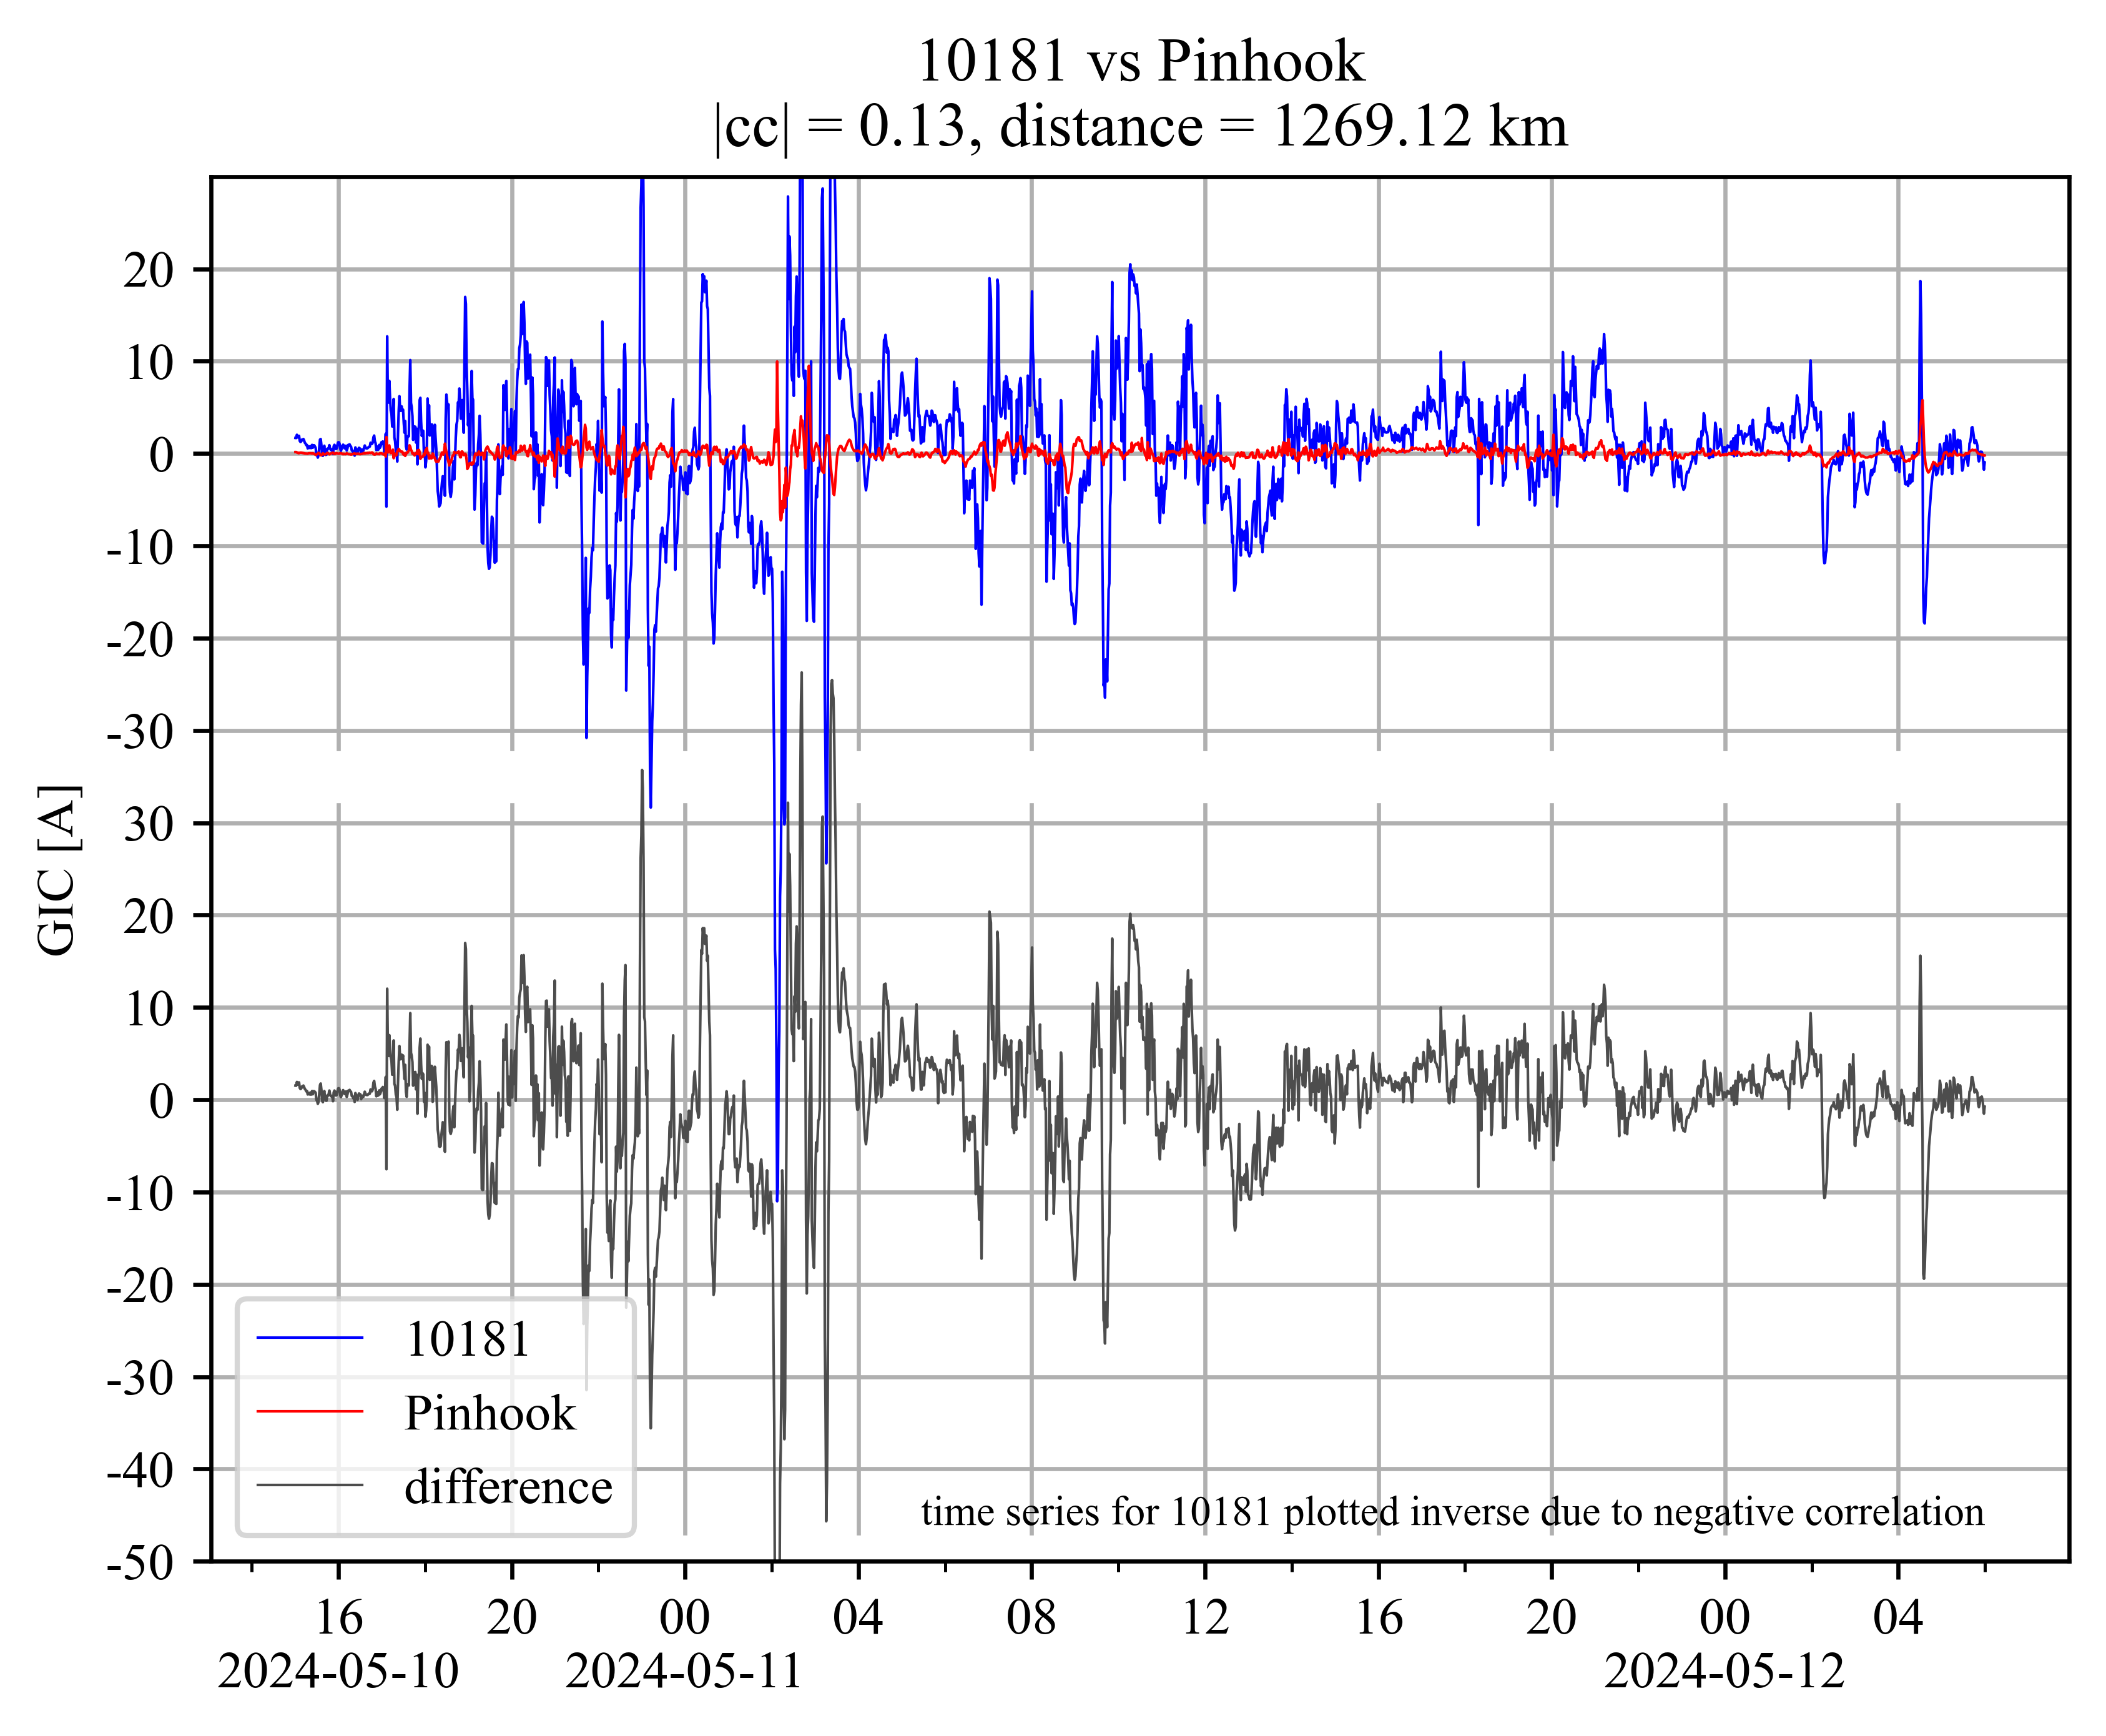 10181 vs Pinhook
|cc| = 0.13, distance = 1269.12 km
GIC [A]
20
10
0
-10
-20
-30
30
20
10
0
-10
-20
-30
-40
-50
10181
Pinhook
difference
time series for 10181 plotted inverse due to negative correlation
16 20 00 04 08 12 16 20 00 04
2024-05-10 2024-05-11 2024-05-12